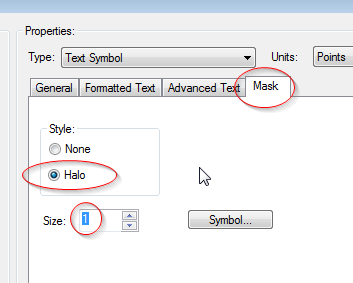 Properties:
Type: Text Symbol Units: Points
General Formatted Text Advanced Text Mask
Style:
None
Halo
Size: 1 Symbol...